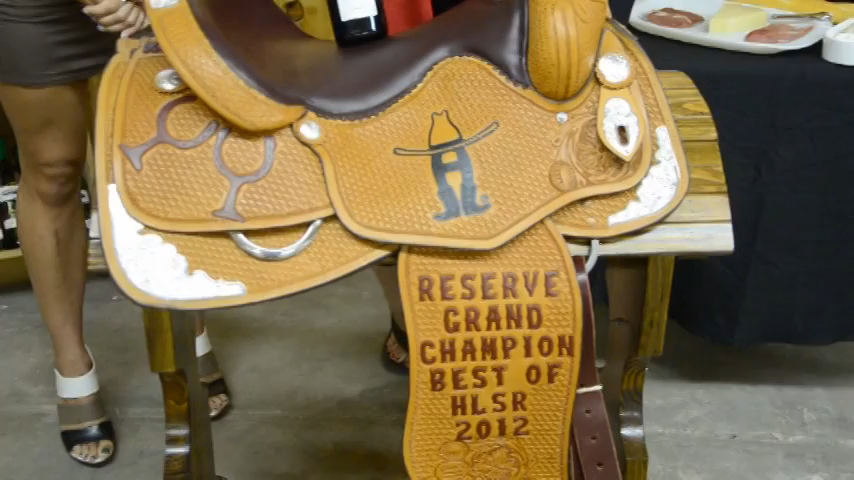 RESERVE
GRAND
CHAMPION
BEST OF
HLSR
2012